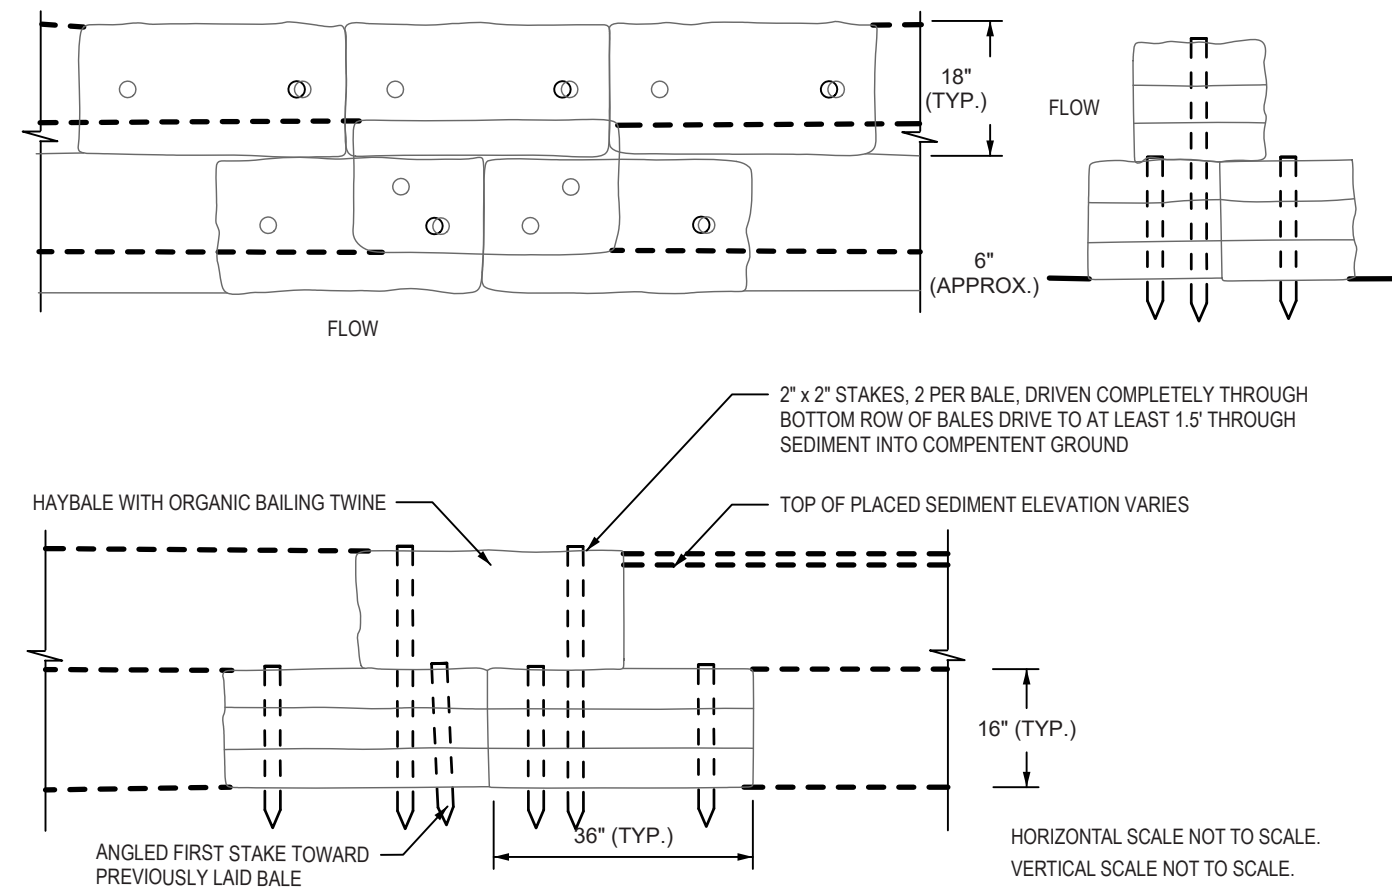 18"
(TYP.)
FLOW
6"
(APPROX.)
FLOW
2" x 2" STAKES, 2 PER BALE, DRIVEN COMPLETELY THROUGH
BOTTOM ROW OF BALES DRIVE TO AT LEAST 1.5' THROUGH
SEDIMENT INTO COMPENTENT GROUND
HAYBALE WITH ORGANIC BAILING TWINE
TOP OF PLACED SEDIMENT ELEVATION VARIES
16" (TYP.)
36" (TYP.)
ANGLED FIRST STAKE TOWARD
PREVIOUSLY LAID BALE
HORIZONTAL SCALE NOT TO SCALE.
VERTICAL SCALE NOT TO SCALE.